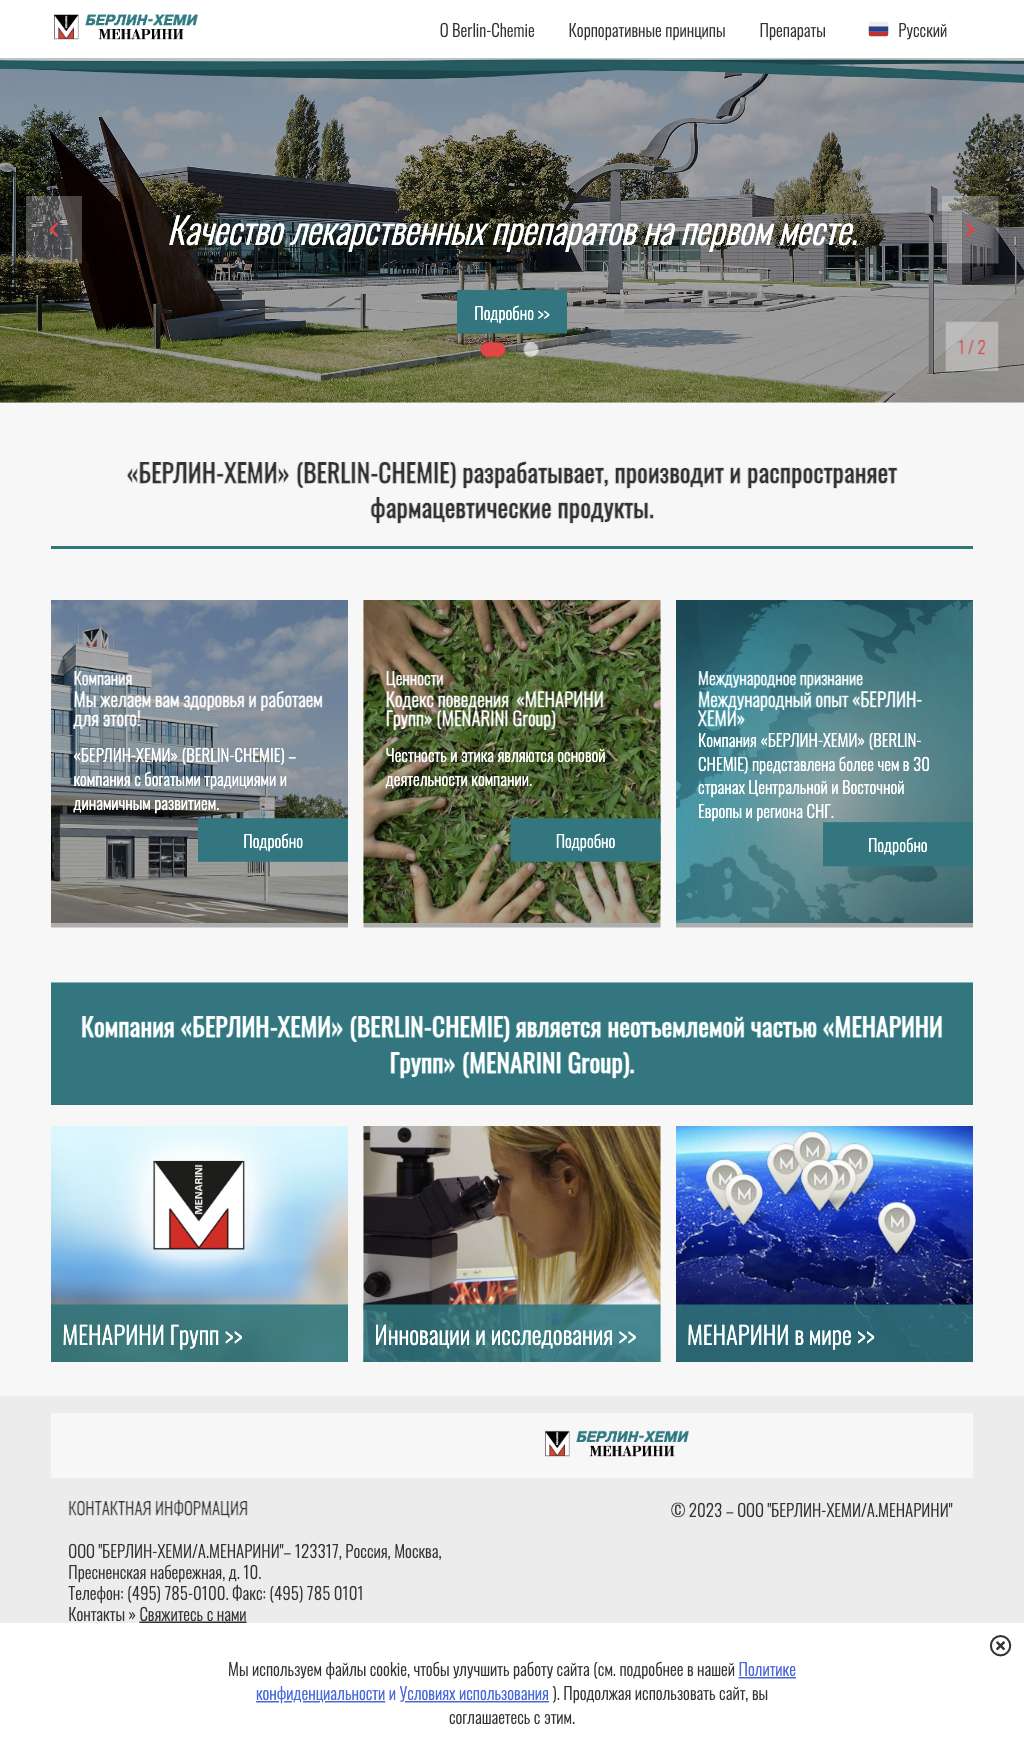 БЕРЛИН-ХЕМИ
МЕНАРИНИ
О Berlin-Chemie
Корпоративные принципы
Препараты
Русский
Качество лекарственных препаратов на первом месте.
Подробно >>
1 / 2
«БЕРЛИН-ХЕМИ» (BERLIN-CHEMIE) разрабатывает, производит и распространяет
фармацевтические продукты.
Компания
Мы желаем вам здоровья и работаем
для этого!
«БЕРЛИН-ХЕМИ» (BERLIN-CHEMIE) –
компания с богатыми традициями и
динамичным развитием.
Подробно
Ценности
Кодекс поведения «МЕНАРИНИ
Групп» (MENARINI Group)
Честность и этика являются основой
деятельности компании.
Подробно
Международное признание
Международный опыт «БЕРЛИН-
ХЕМИ»
Компания «БЕРЛИН-ХЕМИ» (BERLIN-
CHEMIE) представлена более чем в 30
странах Центральной и Восточной
Европы и региона СНГ.
Подробно
Компания «БЕРЛИН-ХЕМИ» (BERLIN-CHEMIE) является неотъемлемой частью «МЕНАРИНИ
Групп» (MENARINI Group).
MENARINI
МЕНАРИНИ Групп >>
Инновации и исследования >>
МЕНАРИНИ в мире >>
БЕРЛИН-ХЕМИ
МЕНАРИНИ
КОНТАКТНАЯ ИНФОРМАЦИЯ
© 2023 – ООО "БЕРЛИН-ХЕМИ/А.МЕНАРИНИ"
ООО "БЕРЛИН-ХЕМИ/А.МЕНАРИНИ"– 123317, Россия, Москва,
Пресненская набережная, д. 10.
Телефон: (495) 785-0100. Факс: (495) 785 0101
Контакты » Свяжитесь с нами
Мы используем файлы cookie, чтобы улучшить работу сайта (см. подробнее в нашей Политике
конфиденциальности и Условиях использования ). Продолжая использовать сайт, вы
соглашаетесь с этим.